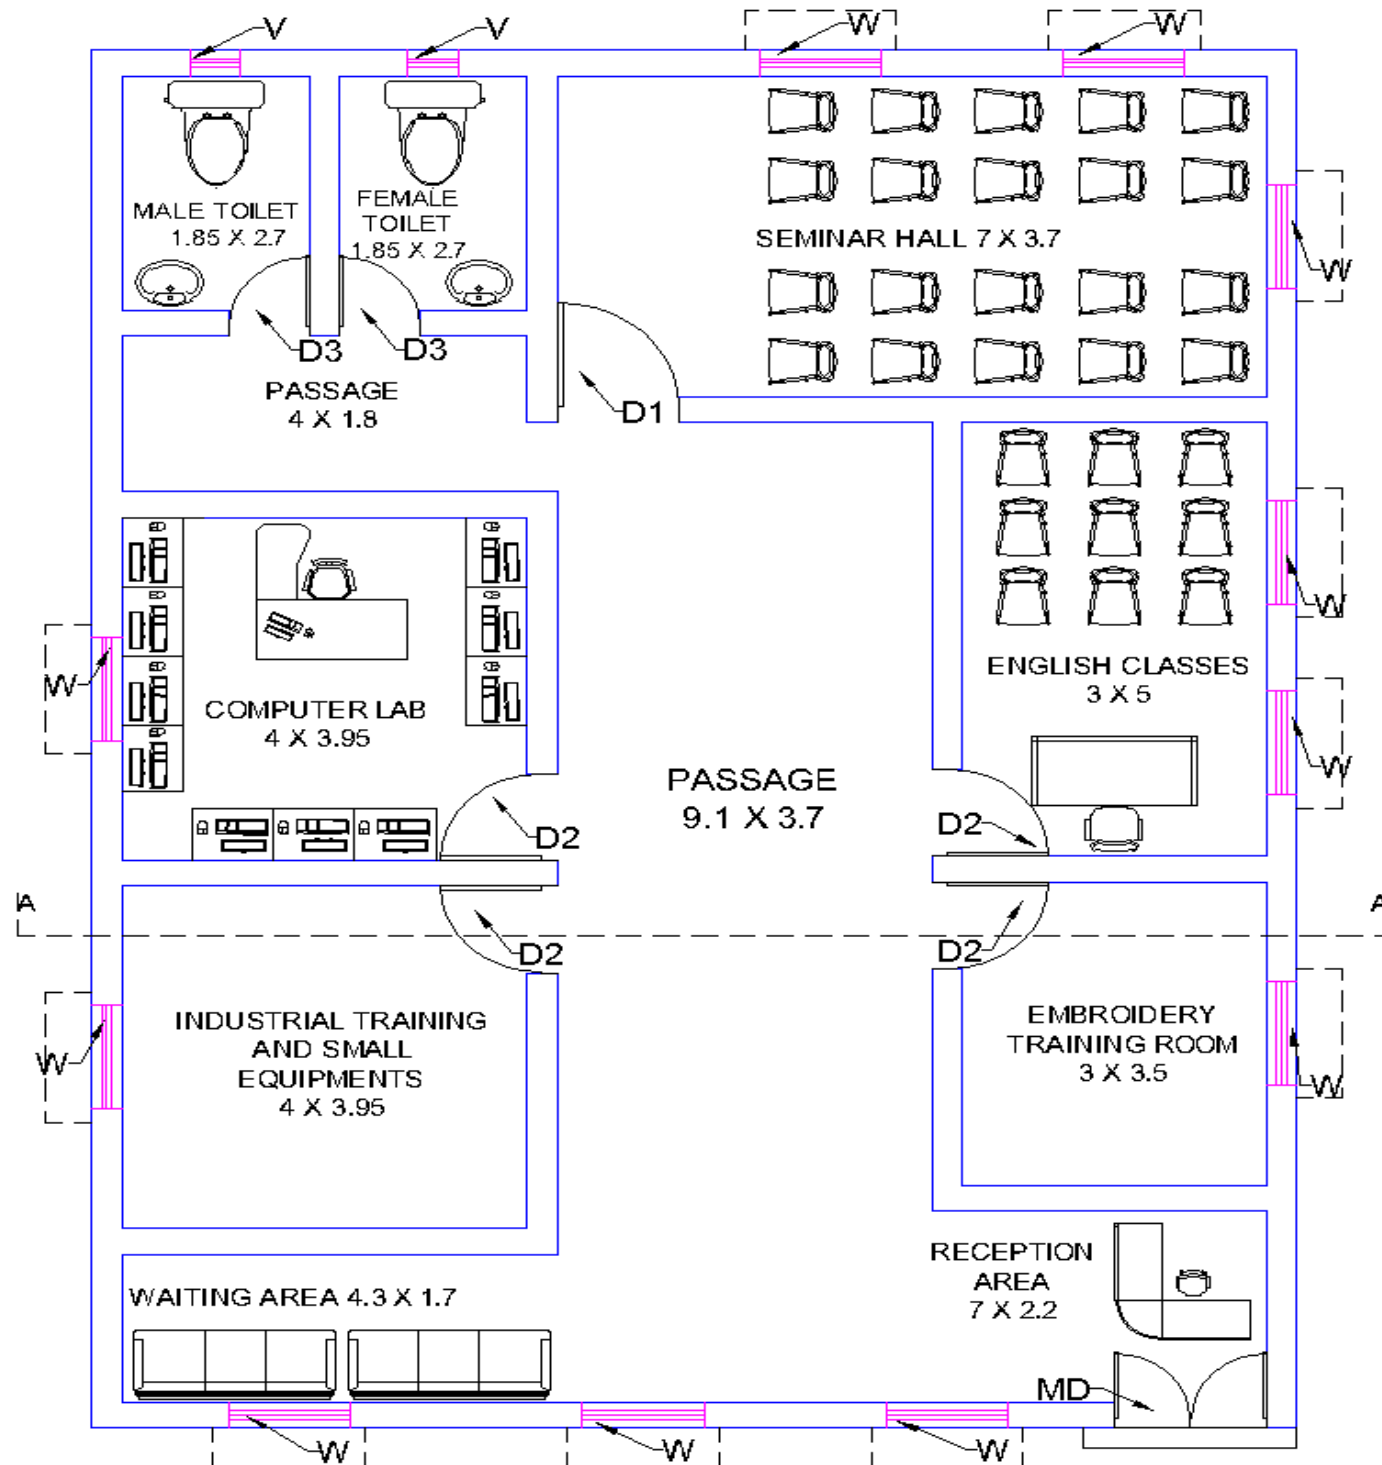 V
V
W
W
MALE TOILET
1.85 X 2.7
FEMALE
TOILET
1.85 X 2.7
SEMINAR HALL 7 X 3.7
W
D3
D3
PASSAGE
4 X 1.8
D1
W
ENGLISH CLASSES
3 X 5
W
COMPUTER LAB
4 X 3.95
W
PASSAGE
9.1 X 3.7
D2
D2
A
A
D2
D2
INDUSTRIAL TRAINING
AND SMALL
EQUIPMENTS
4 X 3.95
W
EMBROIDERY
TRAINING ROOM
3 X 3.5
W
RECEPTION
AREA
7 X 2.2
WAITING AREA 4.3 X 1.7
MD
W
W
W